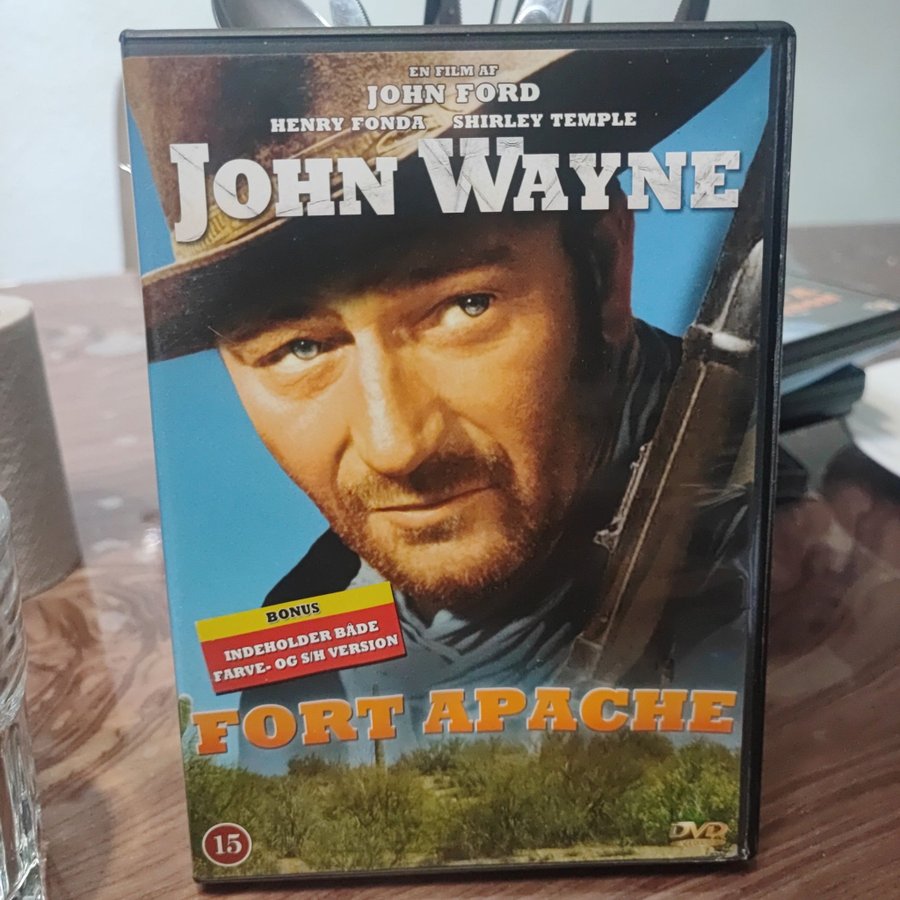 EN FILM AF
JOHN FORD
HENRY FONDA SHIRLEY TEMPLE
JOHN WAYNE
BONUS
INDEHOLDER BÅDE
FARVE- OG S/H VERSION
FORT APACHE
15
DVD